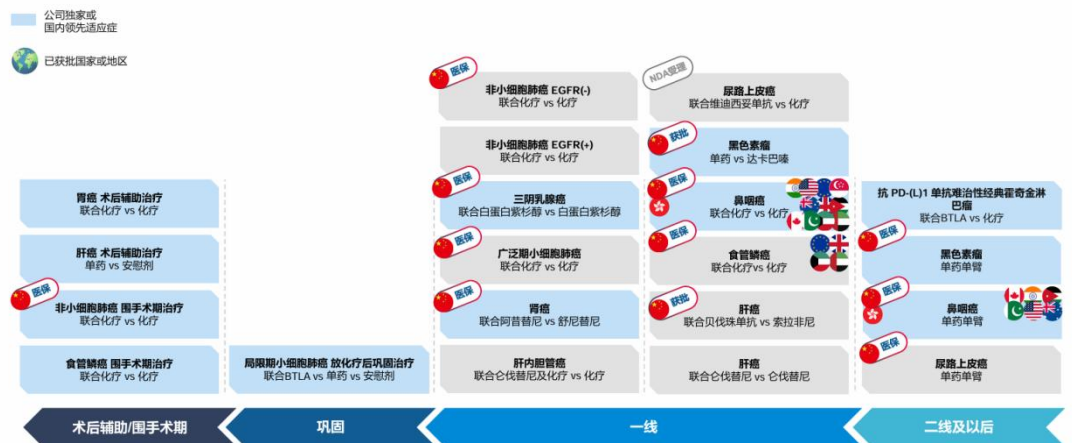 公司独家或
国内领先适应症
已获批国家或地区
胃癌 术后辅助治疗
联合化疗 vs 化疗
肝癌 术后辅助治疗
单药 vs 安慰剂
医保
非小细胞肺癌 围手术期治疗
联合化疗 vs 化疗
食管鳞癌 围手术期治疗
联合化疗 vs 化疗
局限期小细胞肺癌 放化疗后巩固治疗
联合BTLA vs 单药 vs 安慰剂
医保
非小细胞肺癌 EGFR(-)
联合化疗 vs 化疗
非小细胞肺癌 EGFR(+)
联合化疗 vs 化疗
医保
三阴乳腺癌
联合白蛋白紫杉醇 vs 白蛋白紫杉醇
医保
广泛期小细胞肺癌
联合化疗 vs 化疗
医保
肾癌
联合阿昔替尼 vs 舒尼替尼
肝内胆管癌
联合仑伐替尼及化疗 vs 化疗
NDA受理
尿路上皮癌
联合维迪西妥单抗 vs 化疗
获批
黑色素瘤
单药 vs 达卡巴嗪
医保
鼻咽癌
联合化疗 vs 化疗
医保
食管鳞癌
联合化疗vs 化疗
获批
肝癌
联合贝伐珠单抗 vs 索拉非尼
肝癌
联合仑伐替尼 vs 仑伐替尼
抗 PD-(L)1 单抗难治性经典霍奇金淋
巴瘤
联合BTLA vs 化疗
医保
黑色素瘤
单药单臂
医保
鼻咽癌
单药单臂
医保
尿路上皮癌
单药单臂
术后辅助/围手术期
巩固
一线
二线及以后